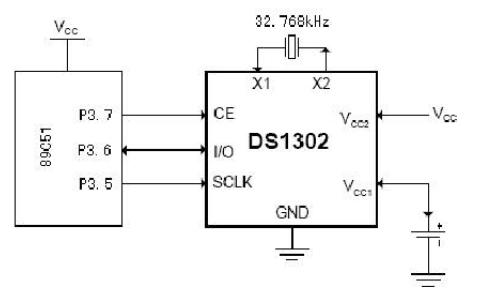 32.768kHz
Vcc
X1 X2
P3.7 CE
89C51 P3.6 I/O DS1302 Vcc2 Vcc
P3.5 SCLK Vcc1
GND
+
-